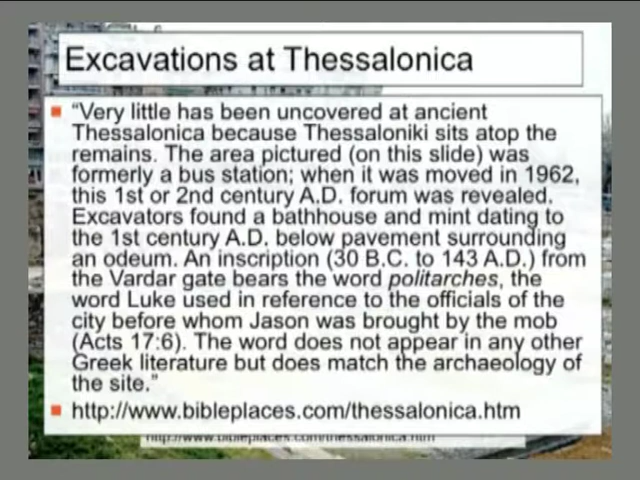 Excavations at Thessalonica
"Very little has been uncovered at ancient
Thessalonica because Thessaloniki sits atop the
remains. The area pictured (on this slide) was
formerly a bus station; when it was moved in 1962,
this 1st or 2nd century A.D. forum was revealed.
Excavators found a bathhouse and mint dating to
the 1st century A.D. below pavement surrounding
an odeum. An inscription (30 B.C. to 143 A.D.) from
the Vardar gate bears the word politarches, the
word Luke used in reference to the officials of the
city before whom Jason was brought by the mob
(Acts 17:6). The word does not appear in any other
Greek literature but does match the archaeology of
the site."
http://www.bibleplaces.com/thessalonica.htm
http://www.bibleplaces.com/thessalonica.htm